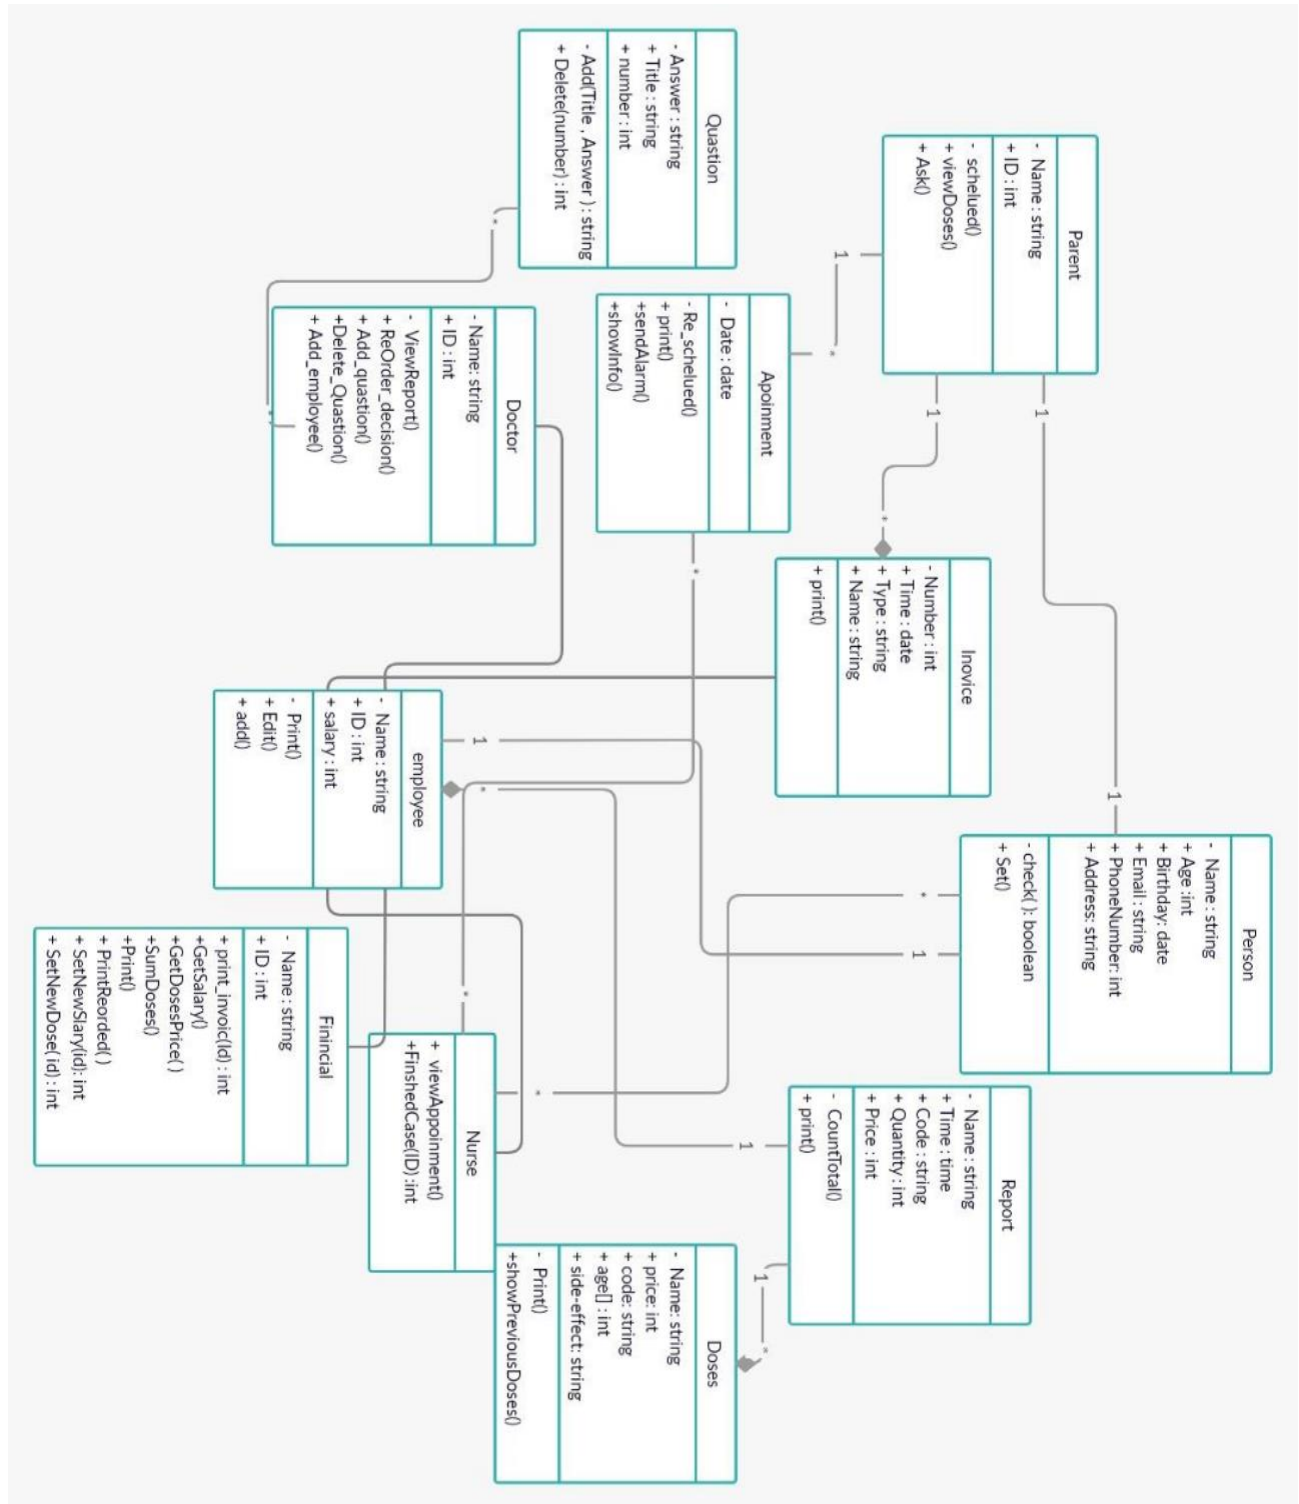 Person
- Name : string
+ Age :int
+ Birthday: date
+ Email : string
+ PhoneNumber: int
+ Address: string
- check( ): boolean
+ Set()
1
Parent
- Name : string
+ ID : int
- schelued()
+ viewDoses()
+ Ask()
1
1
Report
- Name : string
+ Time : time
+ Code : string
+ Quantity : int
+ Price : int
- CountTotal()
+ print()
Inovice
- Number : int
+ Time : date
+ Type : string
+ Name : string
+ print()
*
1
*
1
*
Apoinment
- Date : date
- Re_schelued()
+ print()
+sendAlarm()
+showInfo()
1
*
1
*
Quastion
- Answer : string
+ Title : string
+ number : int
- Add(Title , Answer ) : string
+ Delete(number) : int
Doses
- Name: string
+ price: int
+ code: string
+ age[] : int
+ side-effect: string
- Print()
+showPreviousDoses()
*
*
Doctor
- Name: string
+ ID : int
- ViewReport()
+ ReOrder_decision()
+ Add_quastion()
+Delete_Quastion()
+ Add_employee()
Nurse
+ viewAppoinment()
+FinshedCase(ID) :int
1
*
*
employee
- Name : string
+ ID : int
+ salary : int
- Print()
+ Edit()
+ add()
Finincial
- Name : string
+ ID : int
+ print_invoic(Id) : int
+GetSalary()
+GetDosesPrice( )
+SumDoses()
+Print()
+ PrintReorded( )
+ SetNewSlary(id): int
+ SetNewDose( id) : int
*